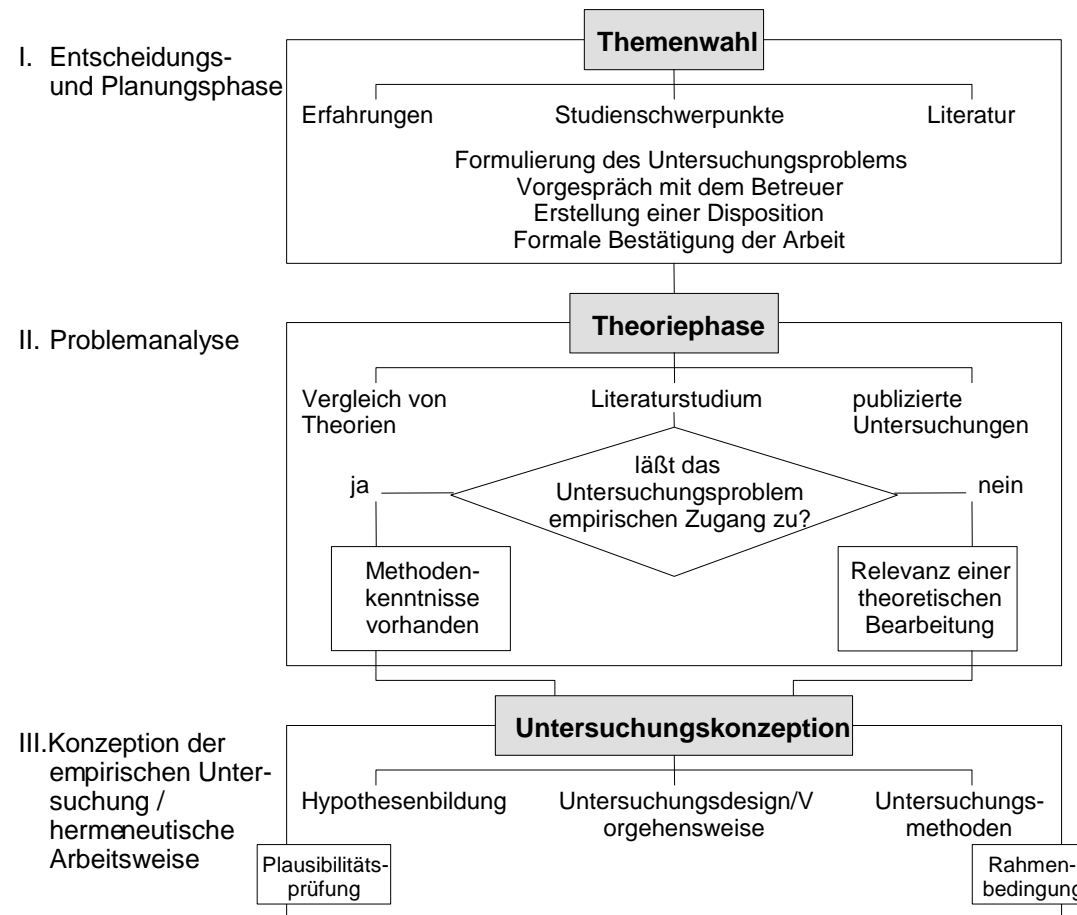 Themenwahl
I. Entscheidungs-
und Planungsphase
Erfahrungen
Studienschwerpunkte
Literatur
Formulierung des Untersuchungsproblems
Vorgespräch mit dem Betreuer
Erstellung einer Disposition
Formale Bestätigung der Arbeit
Theoriephase
II. Problemanalyse
Vergleich von
Theorien
Literaturstudium
publizierte
Untersuchungen
läßt das
Untersuchungsproblem
empirischen Zugang zu?
ja
nein
Methoden-
kenntnisse
vorhanden
Relevanz einer
theoretischen
Bearbeitung
Untersuchungskonzeption
III.Konzeption der
empirischen Unter-
suchung /
hermeneutische
Arbeitsweise
Hypothesenbildung
Untersuchungsdesign/V
orgehensweise
Untersuchungs-
methoden
Plausibilitäts-
prüfung
Rahmen-
bedingung